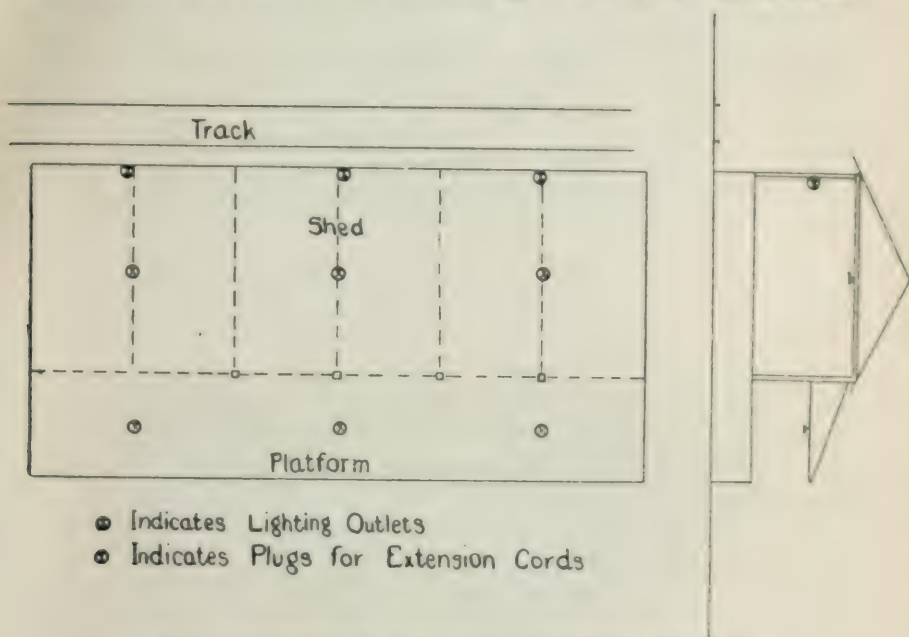 Track
Shed
Platform
Indicates Lighting Outlets
Indicates Plugs for Extension Cords